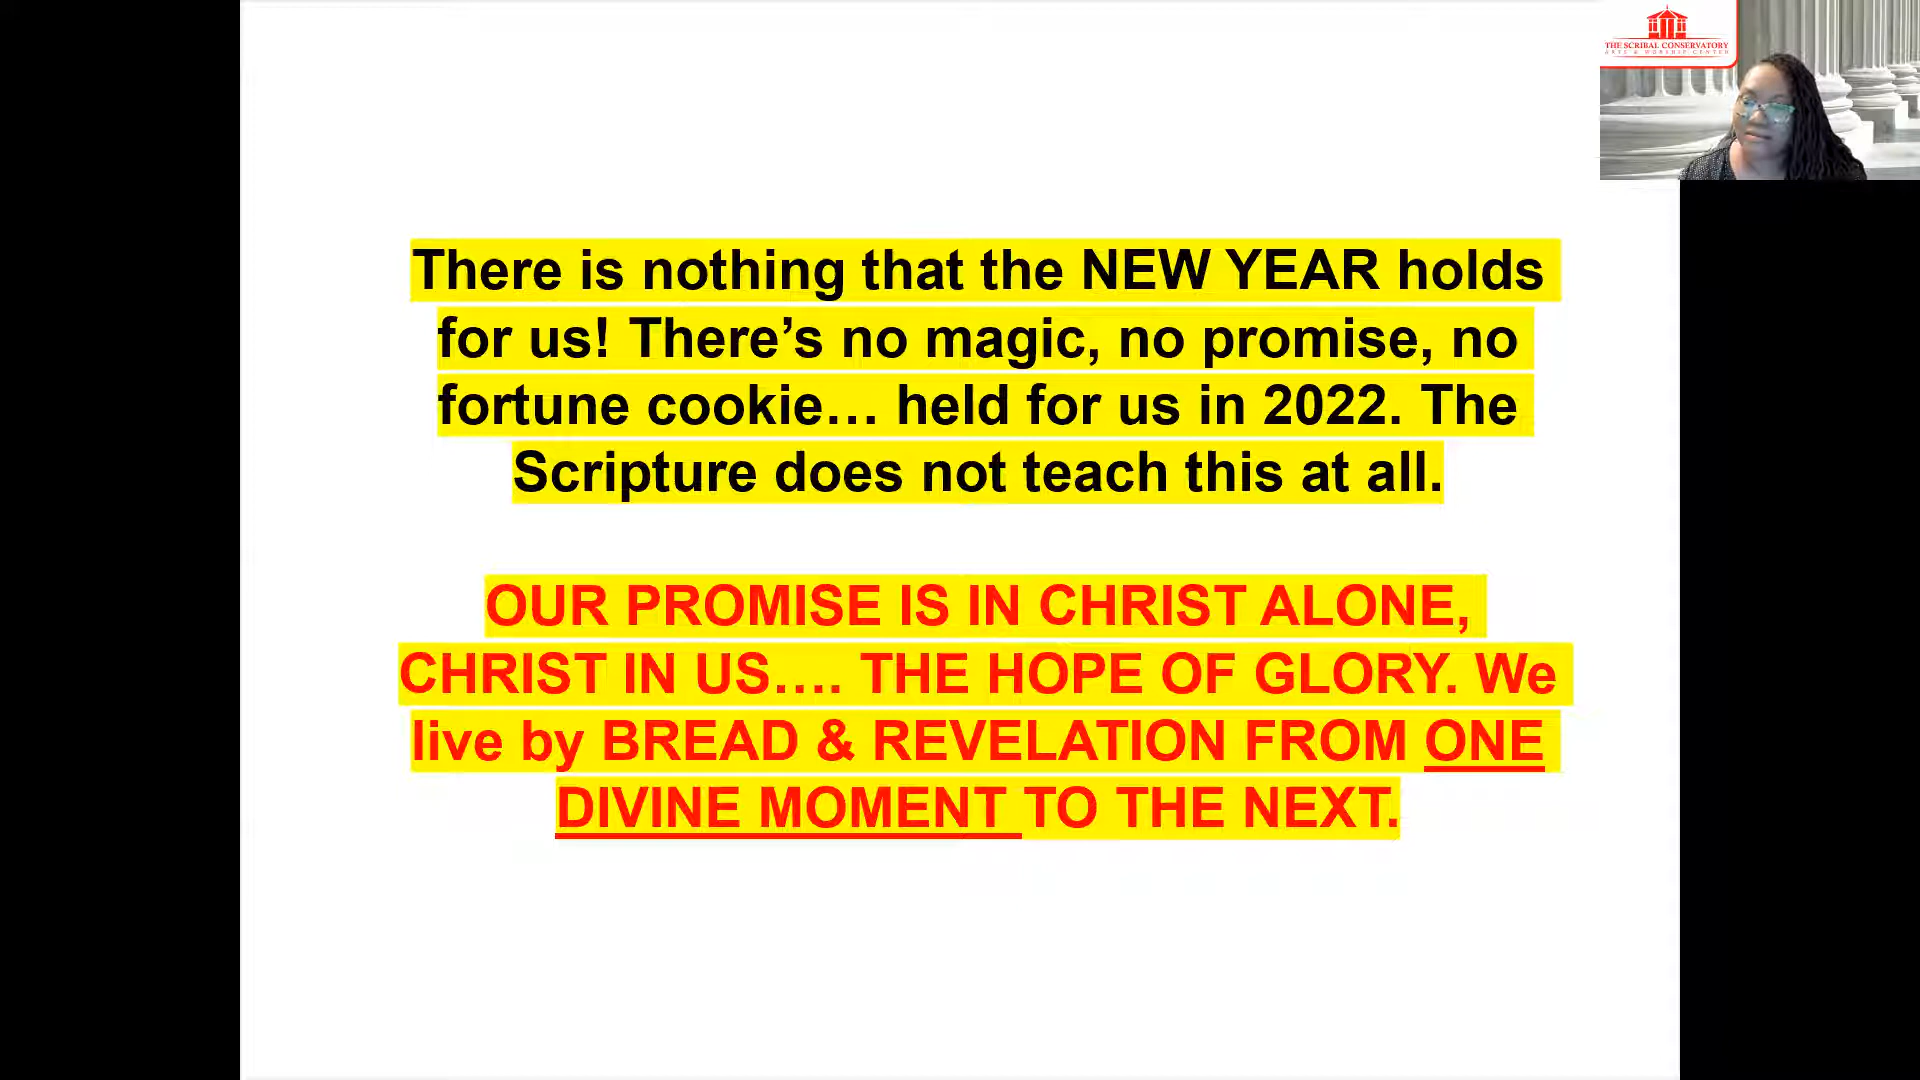 THE SCRIBAL CONSERVATORY
ARTS & WORSHIP CENTER
There is nothing that the NEW YEAR holds
for us! There’s no magic, no promise, no
fortune cookie… held for us in 2022. The
Scripture does not teach this at all.
OUR PROMISE IS IN CHRIST ALONE,
CHRIST IN US…. THE HOPE OF GLORY. We
live by BREAD & REVELATION FROM ONE
DIVINE MOMENT TO THE NEXT.